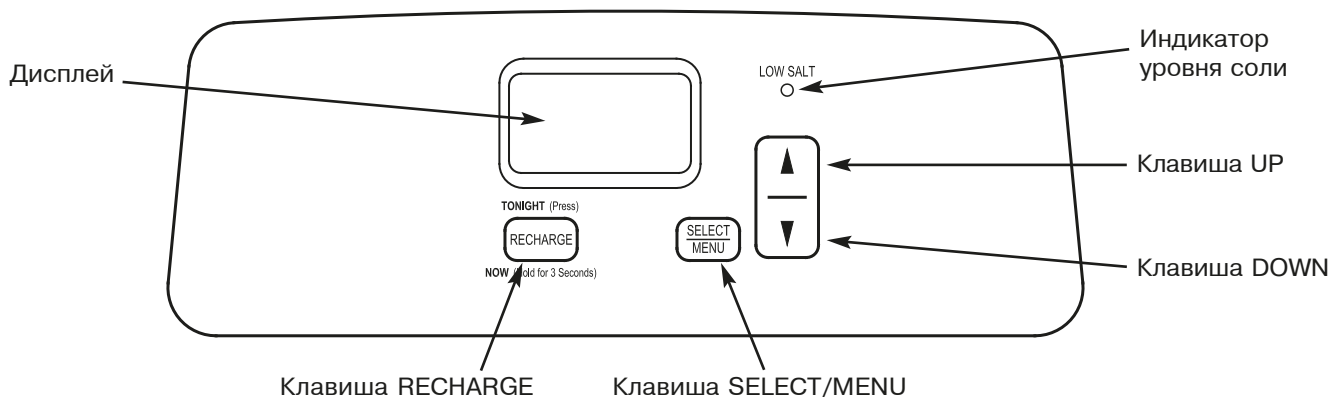 Индикатор
уровня соли
Дисплей
LOW SALT
Клавиша UP
TONIGHT (Press)
RECHARGE
SELECT
MENU
NOW (Hold for 3 Seconds)
Клавиша DOWN
Клавиша RECHARGE
Клавиша SELECT/MENU